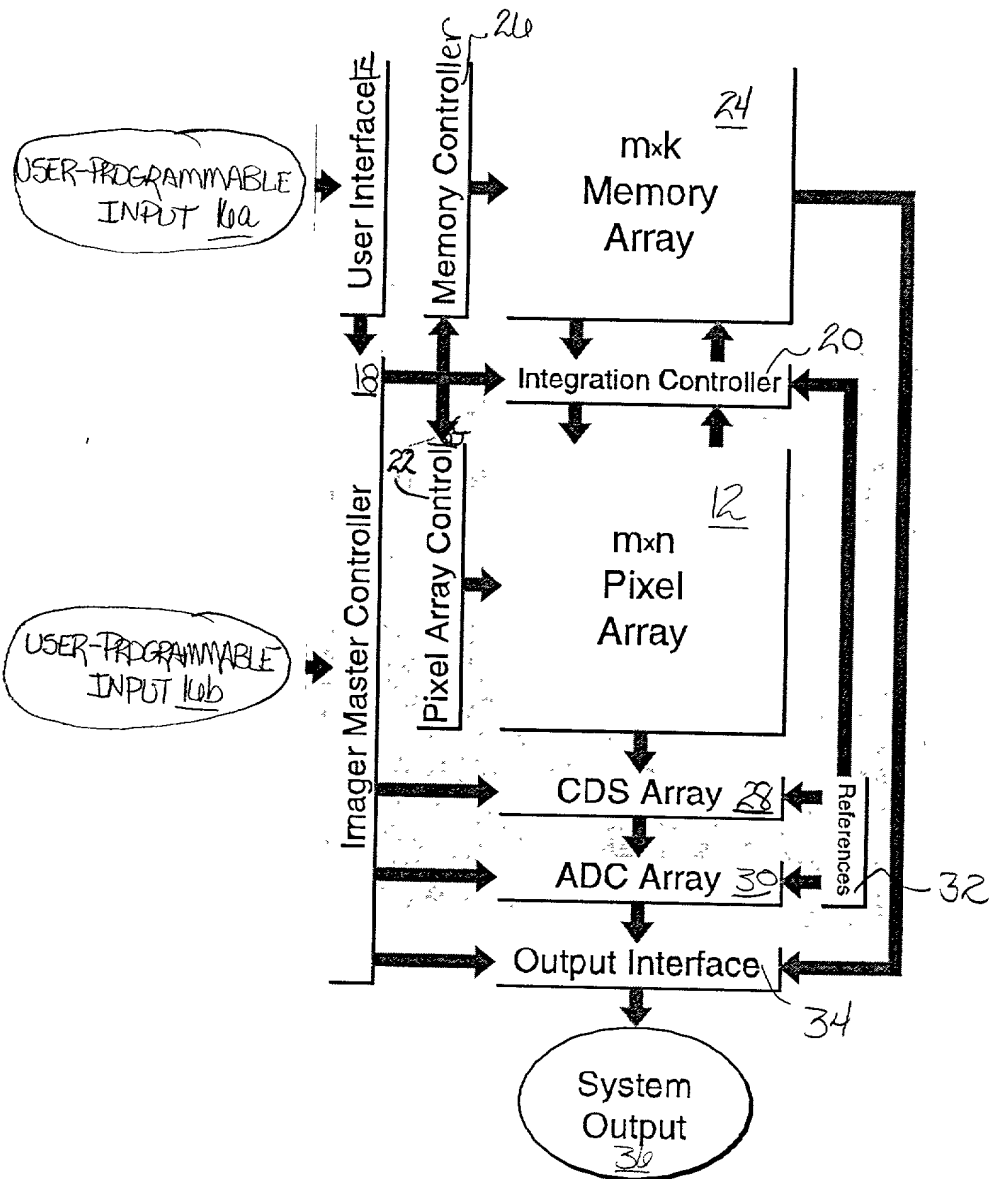 26
User Interface 14
Memory Controller
24
m×k
Memory
Array
USER-PROGRAMMABLE
INPUT 16a
18
Integration Controller
20
22
Pixel Array Control
12
m×n
Pixel
Array
Imager Master Controller
USER-PROGRAMMABLE
INPUT 16b
CDS Array 28
References
ADC Array 30
32
Output Interface
34
System
Output
36